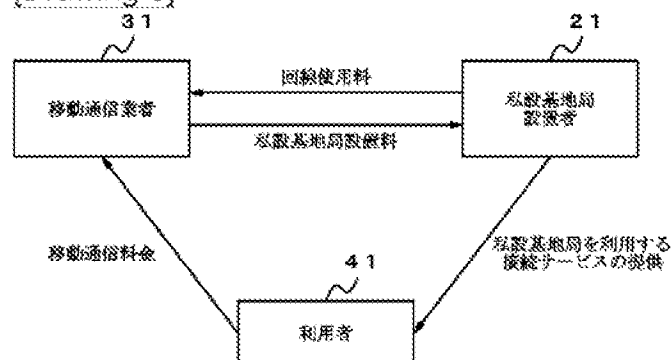 31
21
回線使用料
移動通信業者
私設基地局
設置者
私設基地局設置料
移動通信料金
私設基地局を利用する
接続サービスの提供
41
利用者